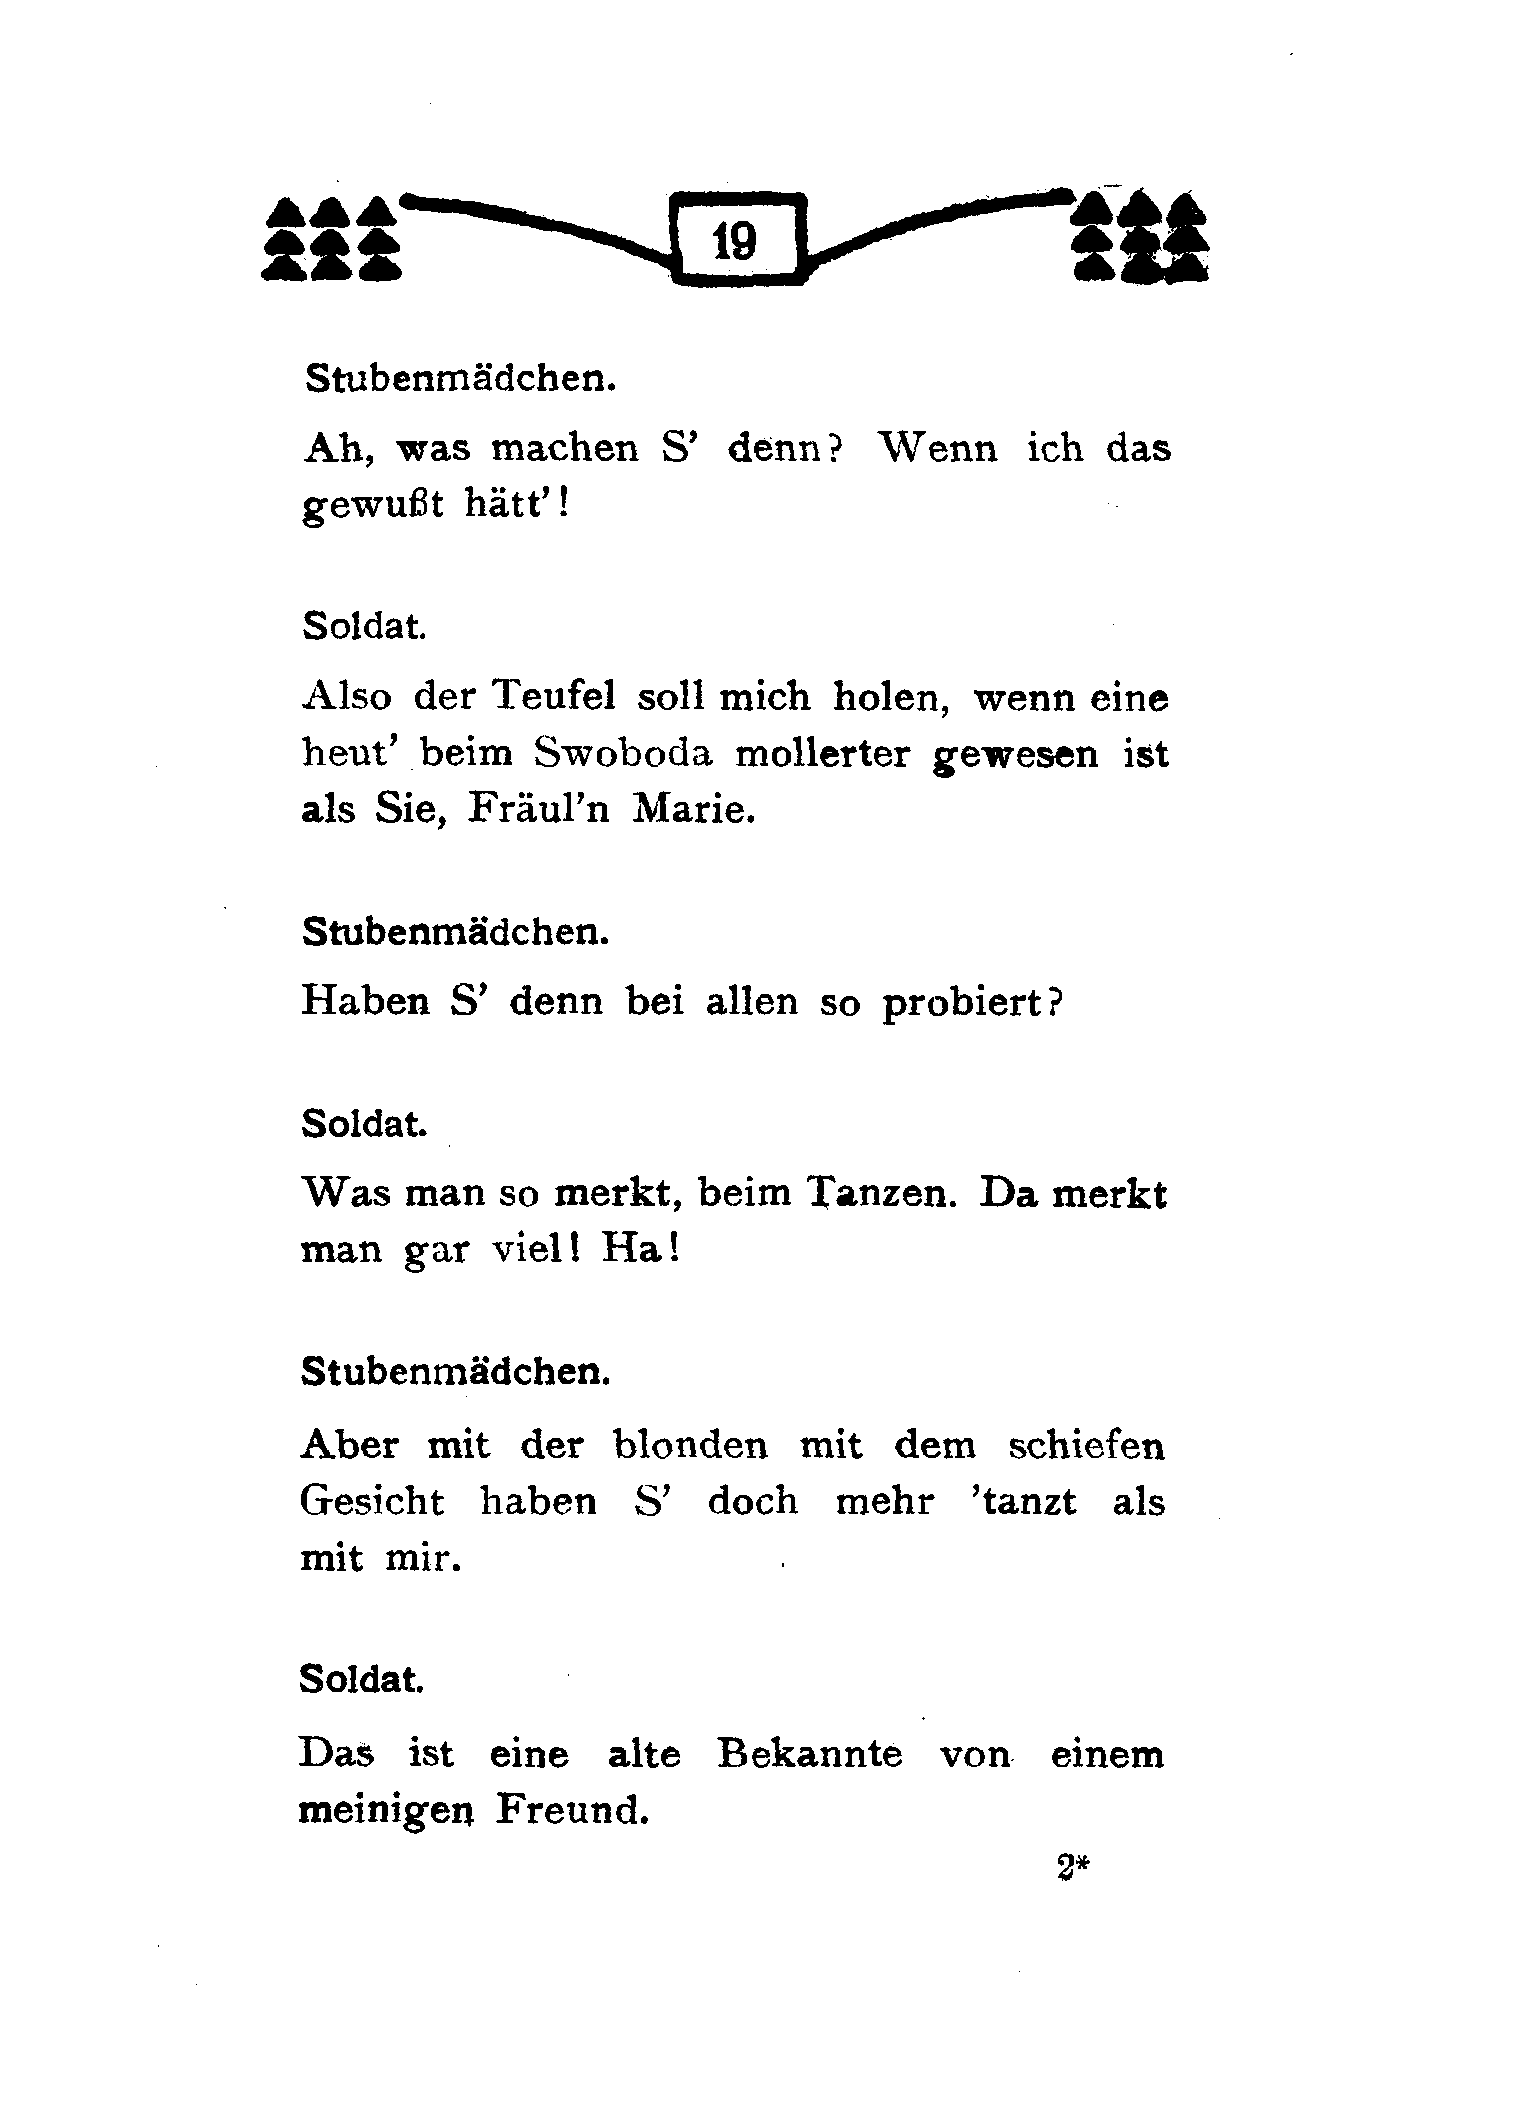 19
Stubenmädchen.
Ah, was machen S’ denn? Wenn ich das
gewußt hätt’!
Soldat.
Also der Teufel soll mich holen, wenn eine
heut’ beim Swoboda mollerter gewesen ist
als Sie, Fräul’n Marie.
Stubenmädchen.
Haben S’ denn bei allen so probiert?
Soldat.
Was man so merkt, beim Tanzen. Da merkt
man gar viel! Ha!
Stubenmädchen.
Aber mit der blonden mit dem schiefen
Gesicht haben S’ doch mehr ’tanzt als
mit mir.
Soldat.
Das ist eine alte Bekannte von einem
meinigen Freund.
2*